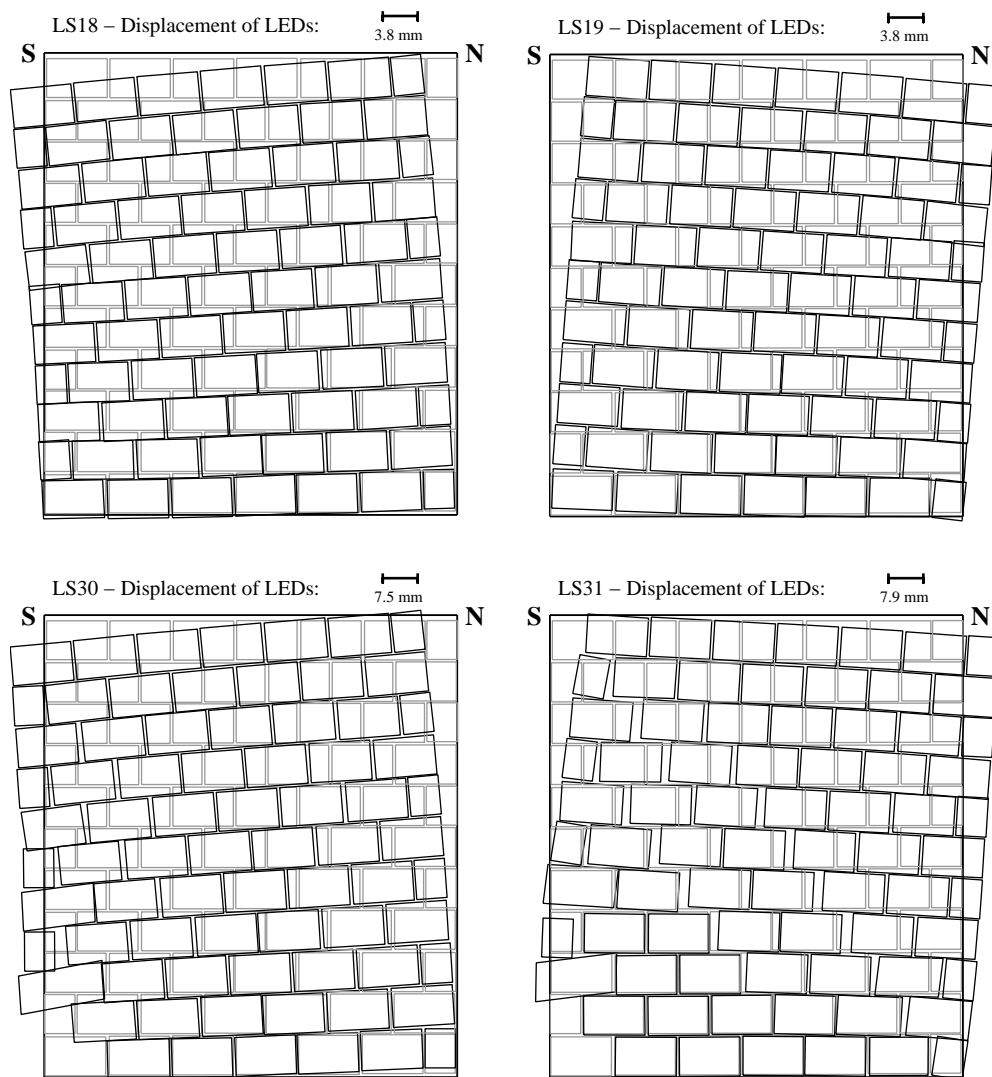 LS18 – Displacement of LEDs:
3.8 mm
S N
LS19 – Displacement of LEDs:
3.8 mm
S N
LS30 – Displacement of LEDs:
7.5 mm
S N
LS31 – Displacement of LEDs:
7.9 mm
S N